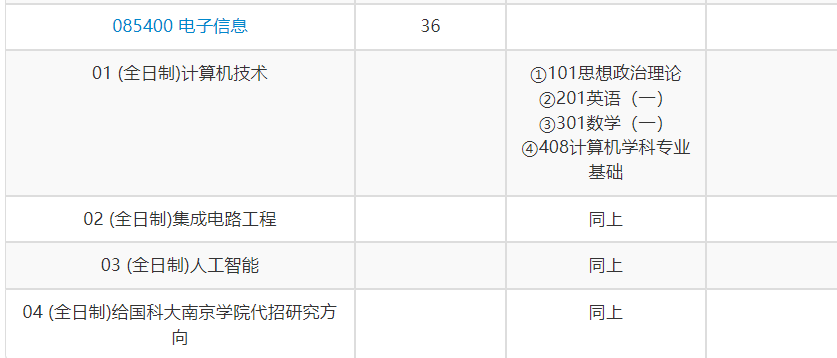 085400 电子信息
36
01 (全日制)计算机技术
①101思想政治理论
②201英语（一）
③301数学（一）
④408计算机学科专业
基础
02 (全日制)集成电路工程
同上
03 (全日制)人工智能
同上
04 (全日制)给国科大南京学院代招研究方
向
同上